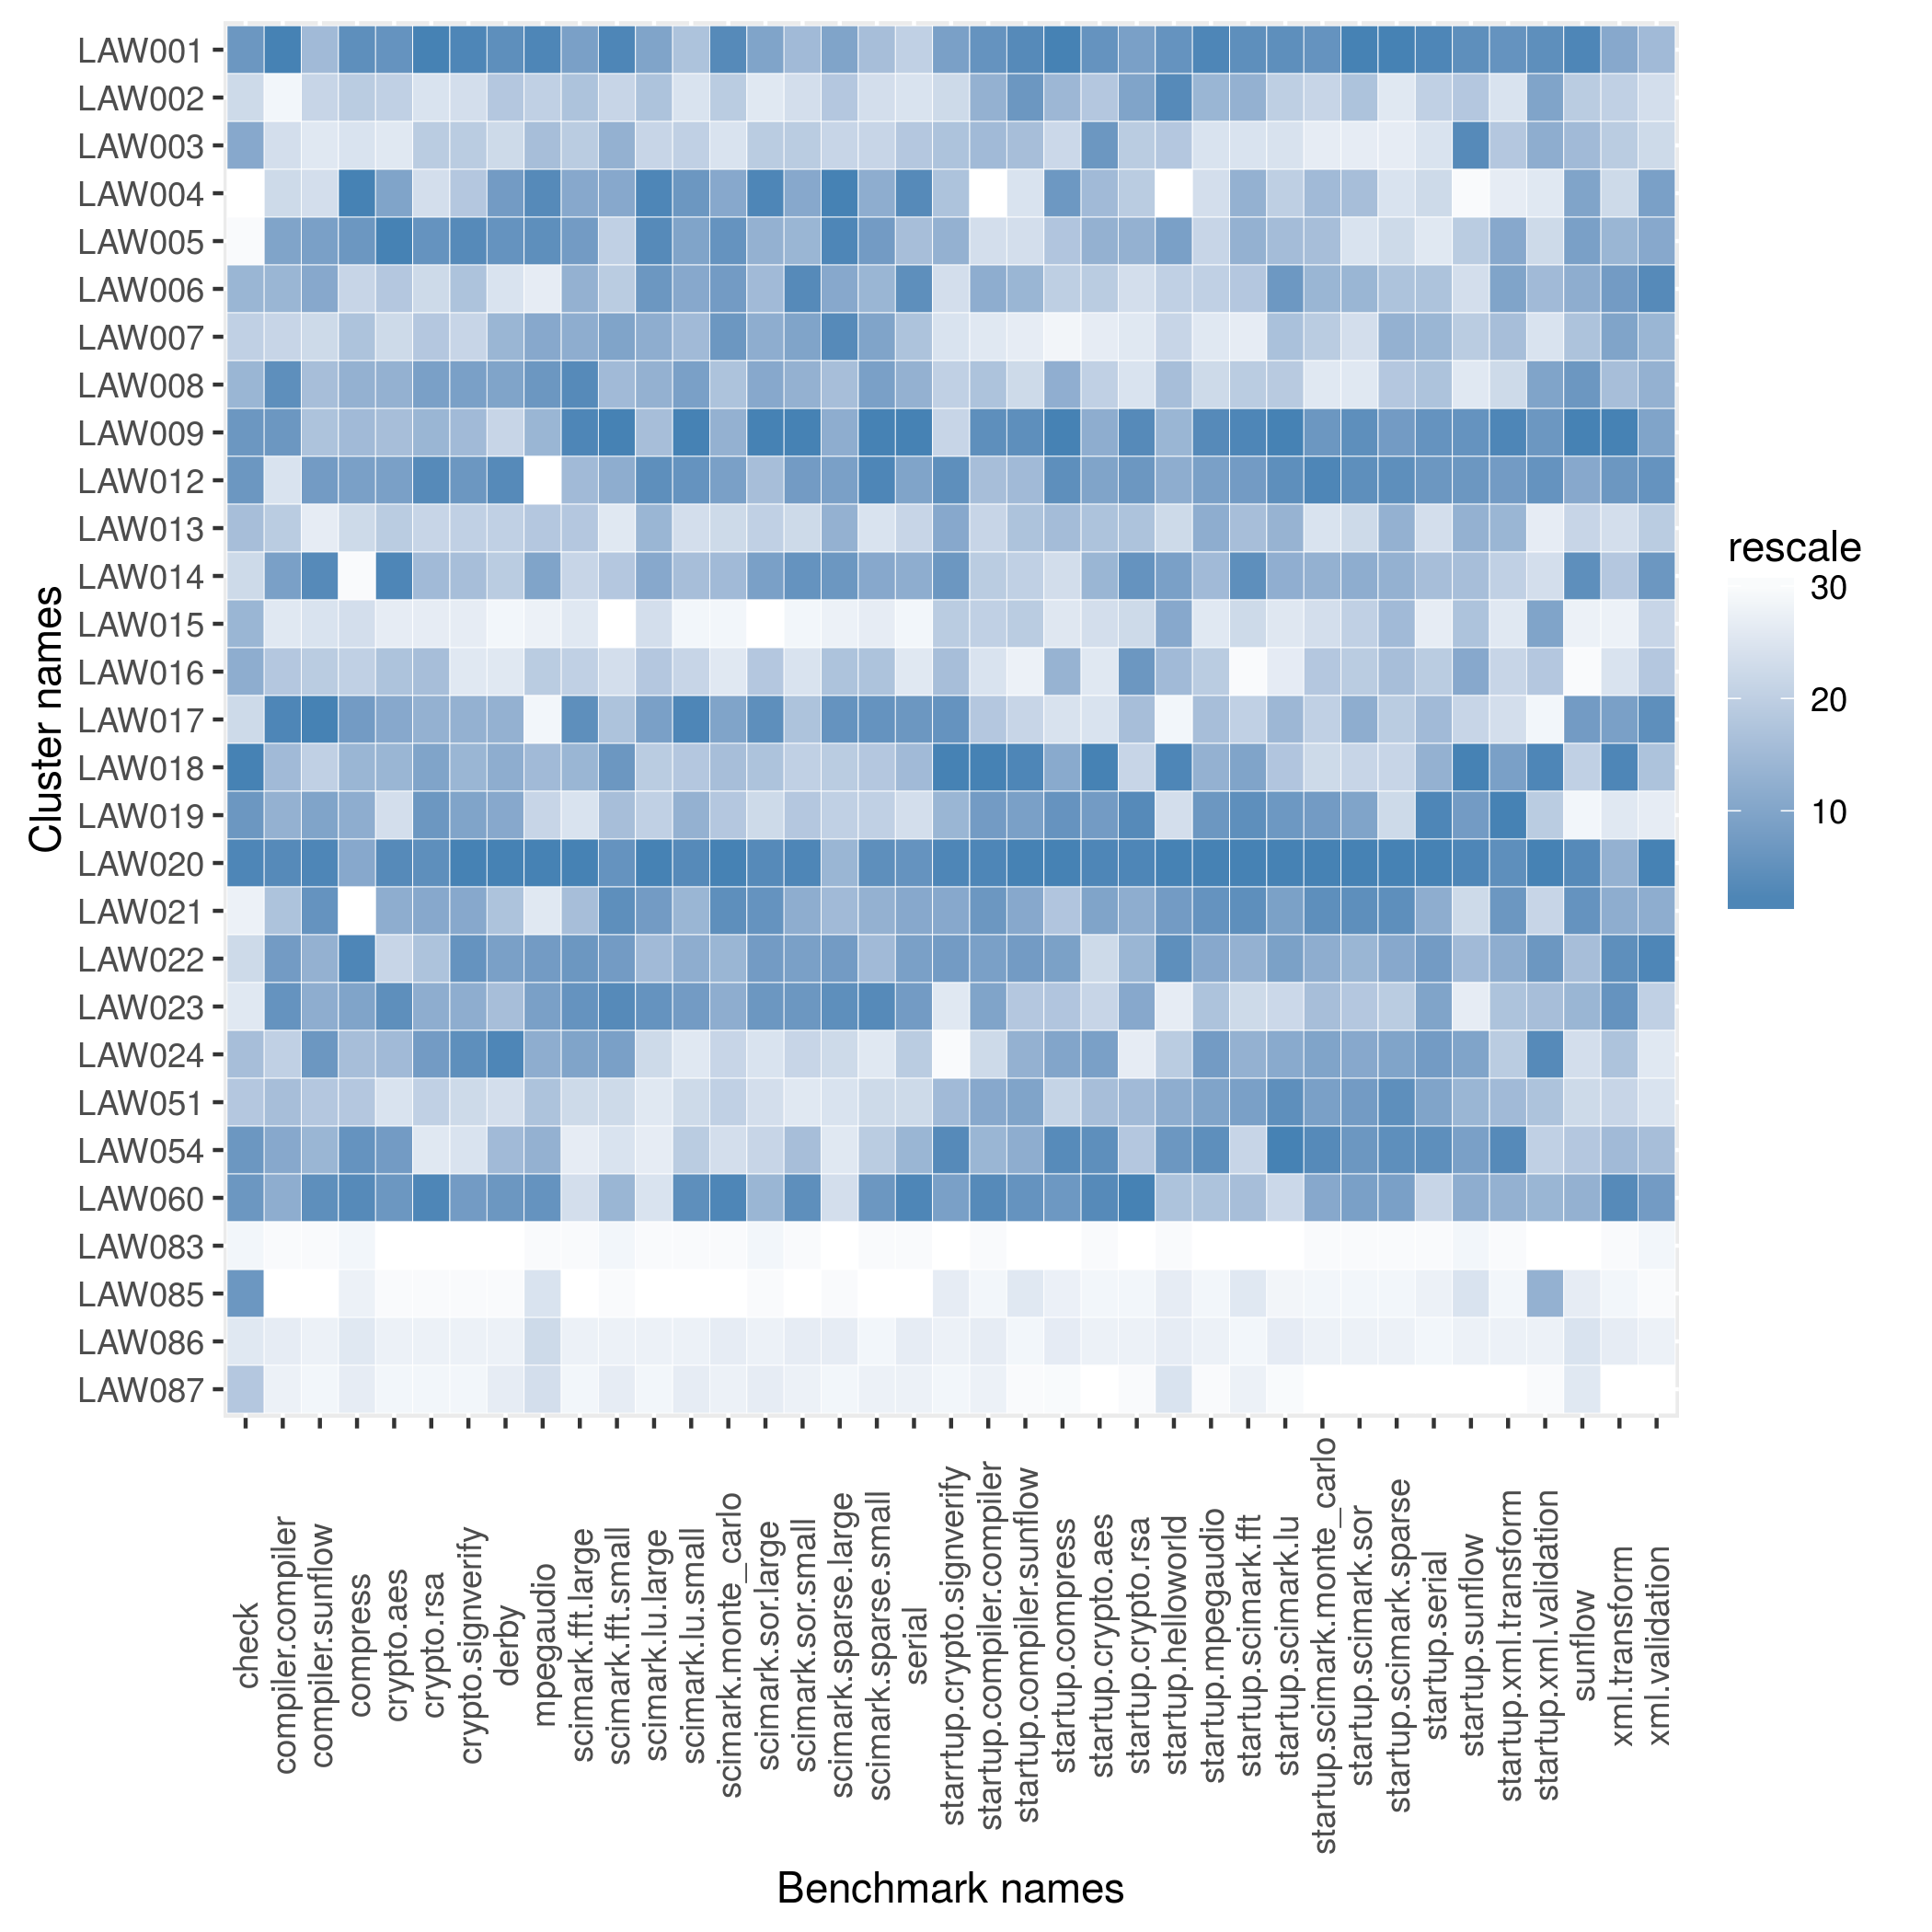 LAW001
LAW002
LAW003
LAW004
LAW005
LAW006
LAW007
LAW008
LAW009
LAW012
LAW013
LAW014
LAW015
LAW016
LAW017
LAW018
LAW019
LAW020
LAW021
LAW022
LAW023
LAW024
LAW051
LAW054
LAW060
LAW083
LAW085
LAW086
LAW087
Cluster names
rescale
30
20
10
check
compiler.compiler
compiler.sunflow
compress
crypto.aes
crypto.rsa
crypto.signverify
derby
mpegaudio
scimark.fft.large
scimark.fft.small
scimark.lu.large
scimark.lu.small
scimark.monte_carlo
scimark.sor.large
scimark.sor.small
scimark.sparse.large
scimark.sparse.small
serial
starrtup.crypto.signverify
startup.compiler.compiler
startup.compiler.sunflow
startup.compress
startup.crypto.aes
startup.crypto.rsa
startup.helloworld
startup.mpegaudio
startup.scimark.fft
startup.scimark.lu
startup.scimark.monte_carlo
startup.scimark.sor
startup.scimark.sparse
startup.serial
startup.sunflow
startup.xml.transform
startup.xml.validation
sunflow
xml.transform
xml.validation
Benchmark names